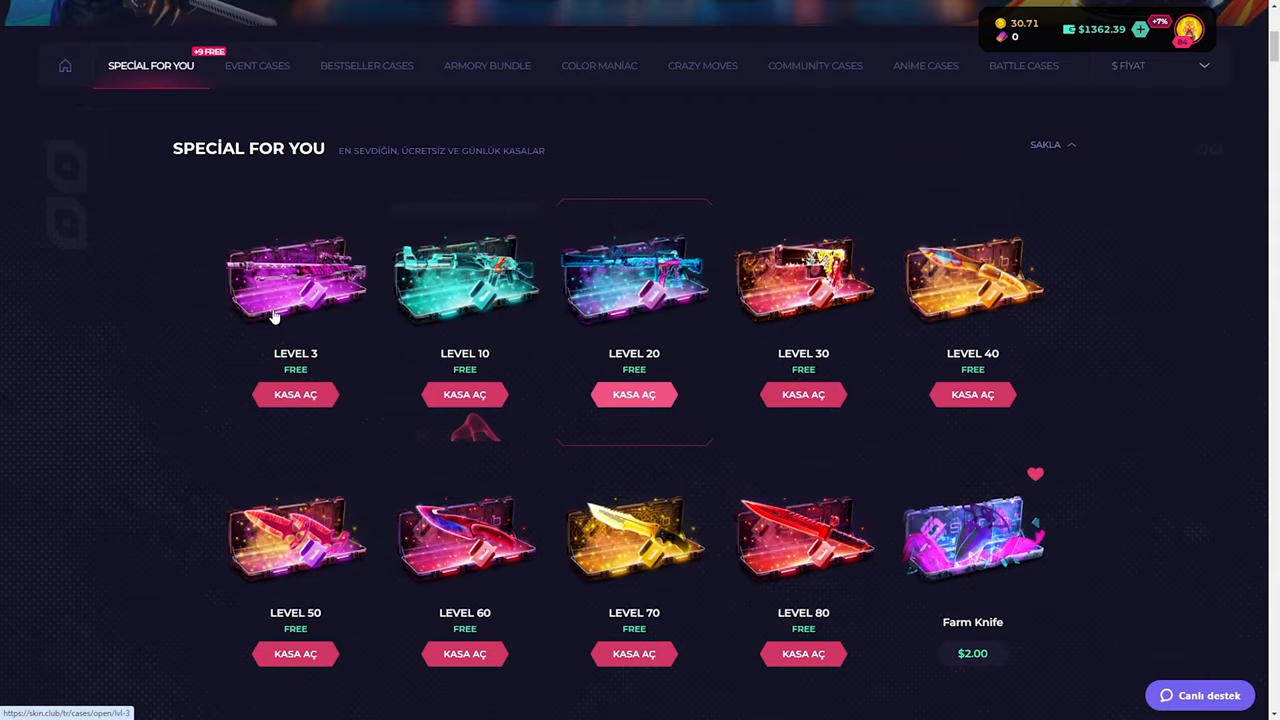 30.71
0
$1362.39
+7%
84
+9 FREE
SPECİAL FOR YOU
EVENT CASES
BESTSELLER CASES
ARMORY BUNDLE
COLOR MANİAC
CRAZY MOVES
COMMUNİTY CASES
ANİME CASES
BATTLE CASES
$ FİYAT
SPECİAL FOR YOU
EN SEVDİĞİN, ÜCRETSİZ VE GÜNLÜK KASALAR
SAKLA
LEVEL 3
LEVEL 10
LEVEL 20
LEVEL 30
LEVEL 40
FREE
FREE
FREE
FREE
FREE
KASA AÇ
KASA AÇ
KASA AÇ
KASA AÇ
KASA AÇ
LEVEL 50
LEVEL 60
LEVEL 70
LEVEL 80
Farm Knife
FREE
FREE
FREE
FREE
$2.00
KASA AÇ
KASA AÇ
KASA AÇ
KASA AÇ
Canlı destek
https://skin.club/tr/cases/open/lvl-3